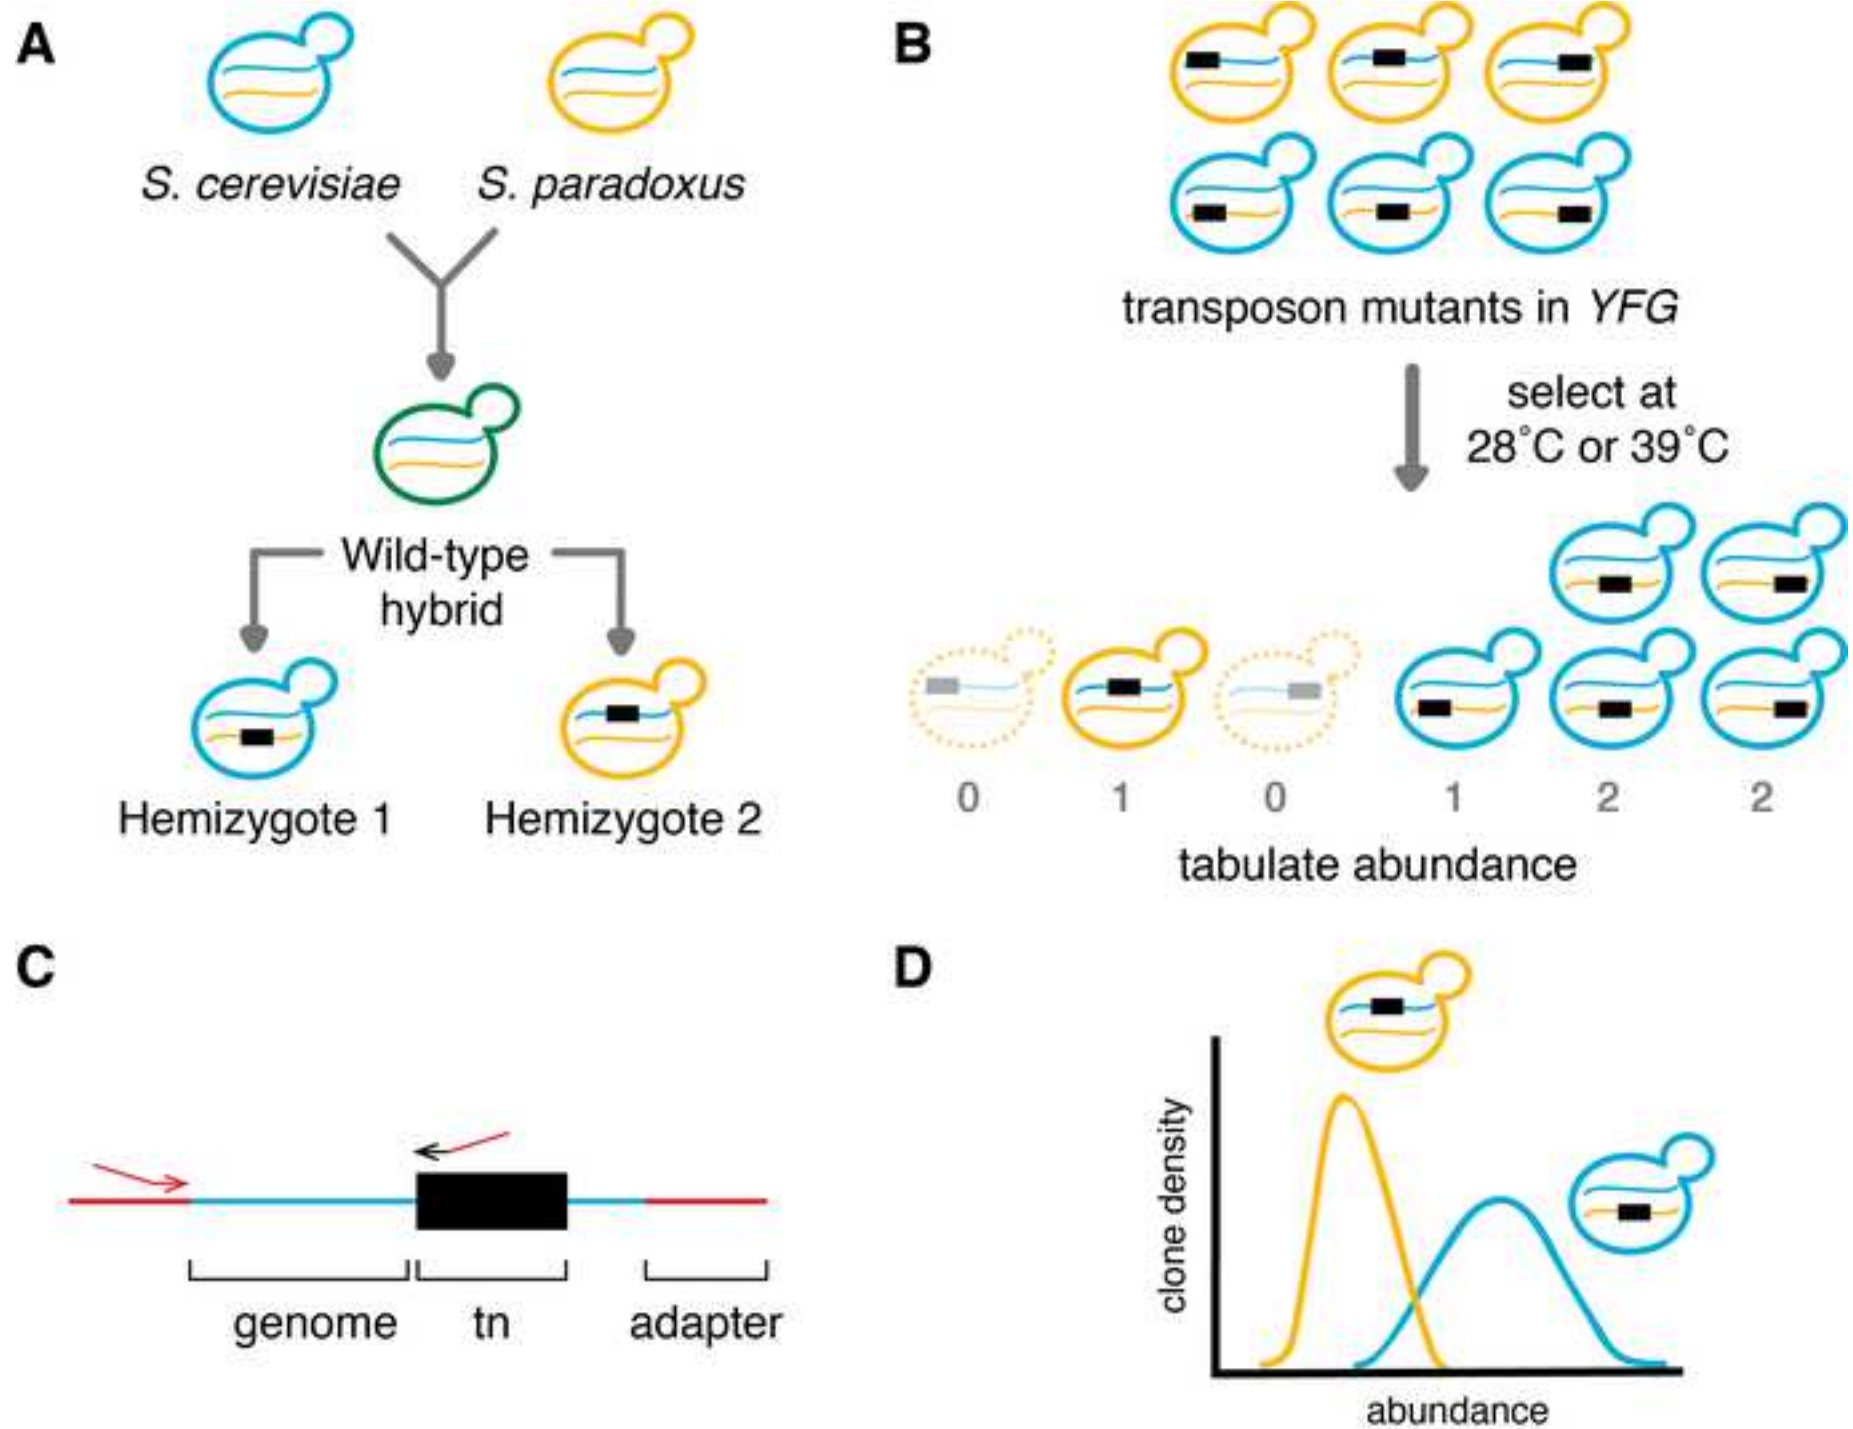 A
S. cerevisiae
S. paradoxus
Wild-type
hybrid
Hemizygote 1
Hemizygote 2
B
transposon mutants in YFG
select at
28°C or 39°C
0 1 0 1 2 2
tabulate abundance
C
genome
tn
adapter
D
clone density
abundance